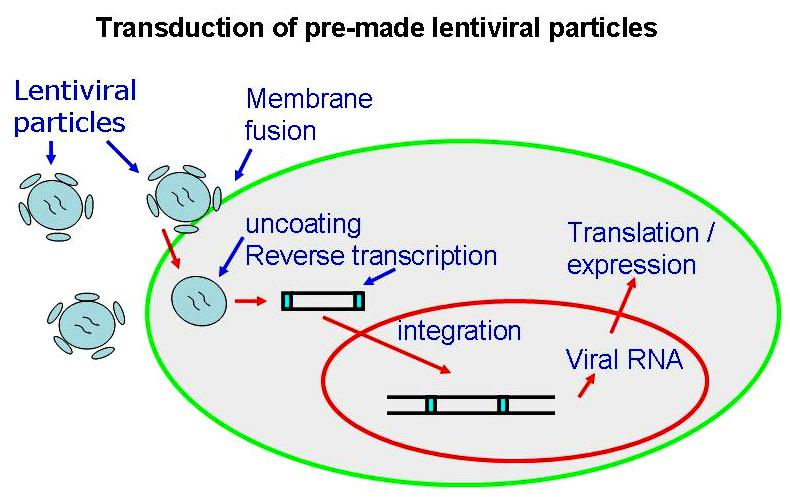 Transduction of pre-made lentiviral particles
Lentiviral
particles
Membrane
fusion
uncoating
Reverse transcription
Translation /
expression
integration
Viral RNA